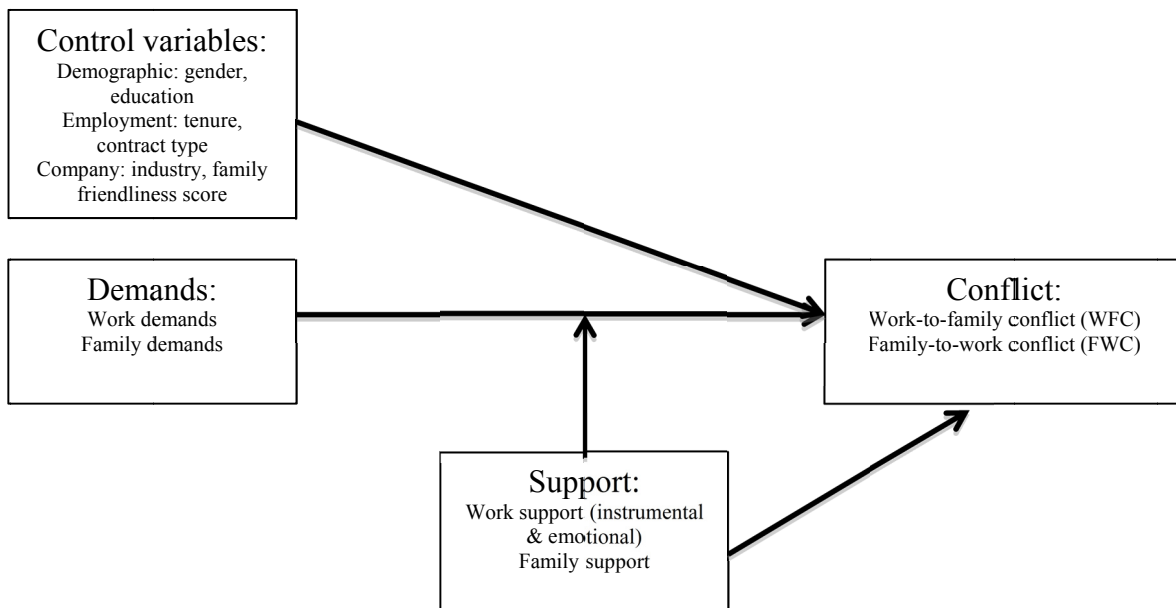 Control variables:
Demographic: gender,
education
Employment: tenure,
contract type
Company: industry, family
friendliness score
Demands:
Work demands
Family demands
Conflict:
Work-to-family conflict (WFC)
Family-to-work conflict (FWC)
Support:
Work support (instrumental
& emotional)
Family support